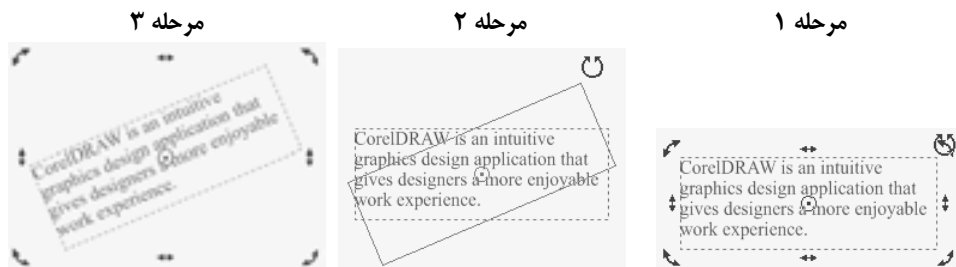 مرحله ۱
مرحله ۲
مرحله ۳
CorelDRAW is an intuitive
graphics design application that
gives designers a more enjoyable
work experience.
CorelDRAW is an intuitive
graphics design application that
gives designers a more enjoyable
work experience.
CorelDRAW is an intuitive
graphics design application that
gives designers a more enjoyable
work experience.